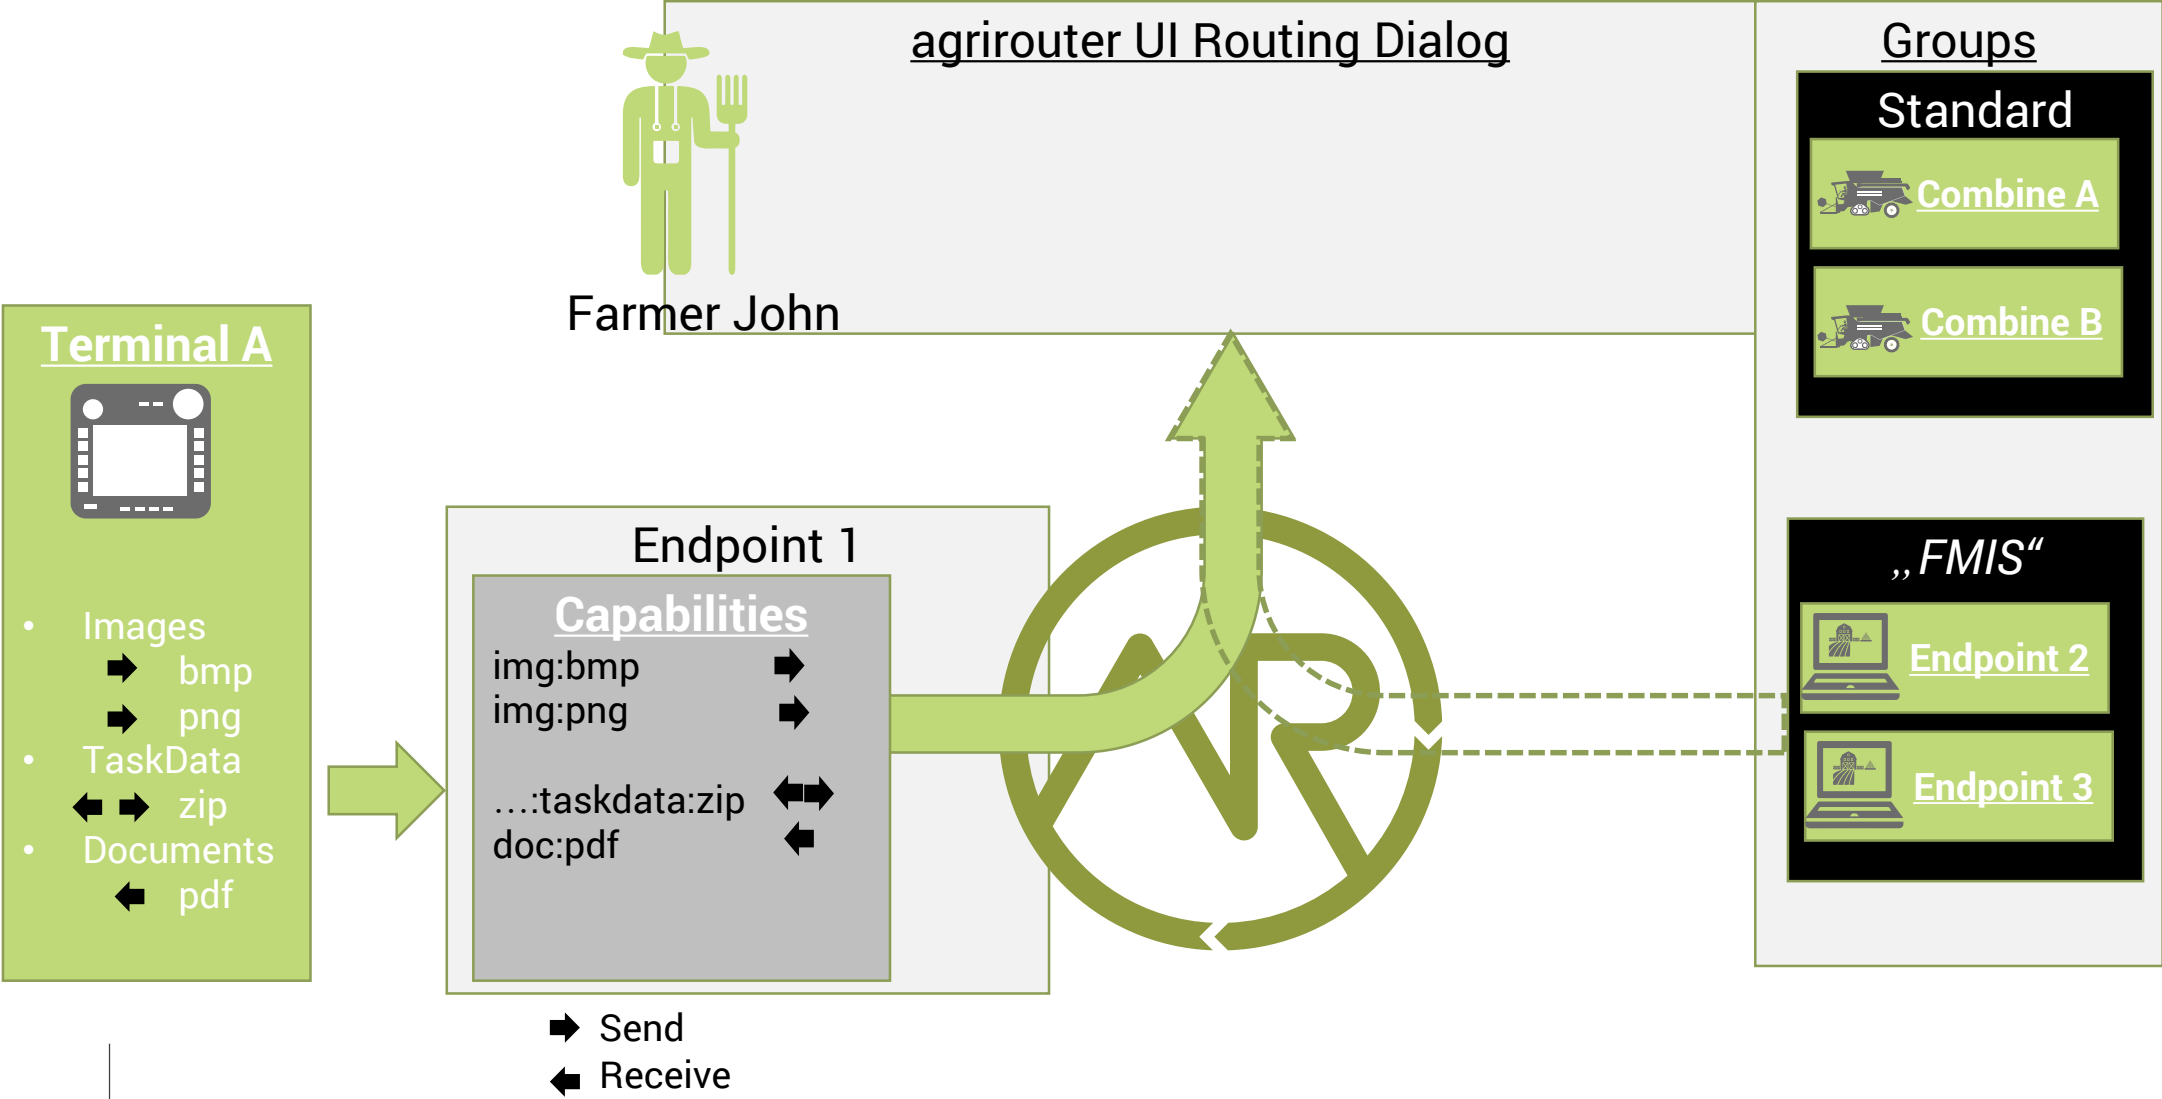 agrirouter UI Routing Dialog
Farmer John
Groups
Standard
Combine A
Combine B
„FMIS“
Endpoint 2
Endpoint 3
Terminal A
• Images
bmp
png
• TaskData
zip
• Documents
pdf
Endpoint 1
Capabilities
img:bmp
img:png
…:taskdata:zip
doc:pdf
Send
Receive